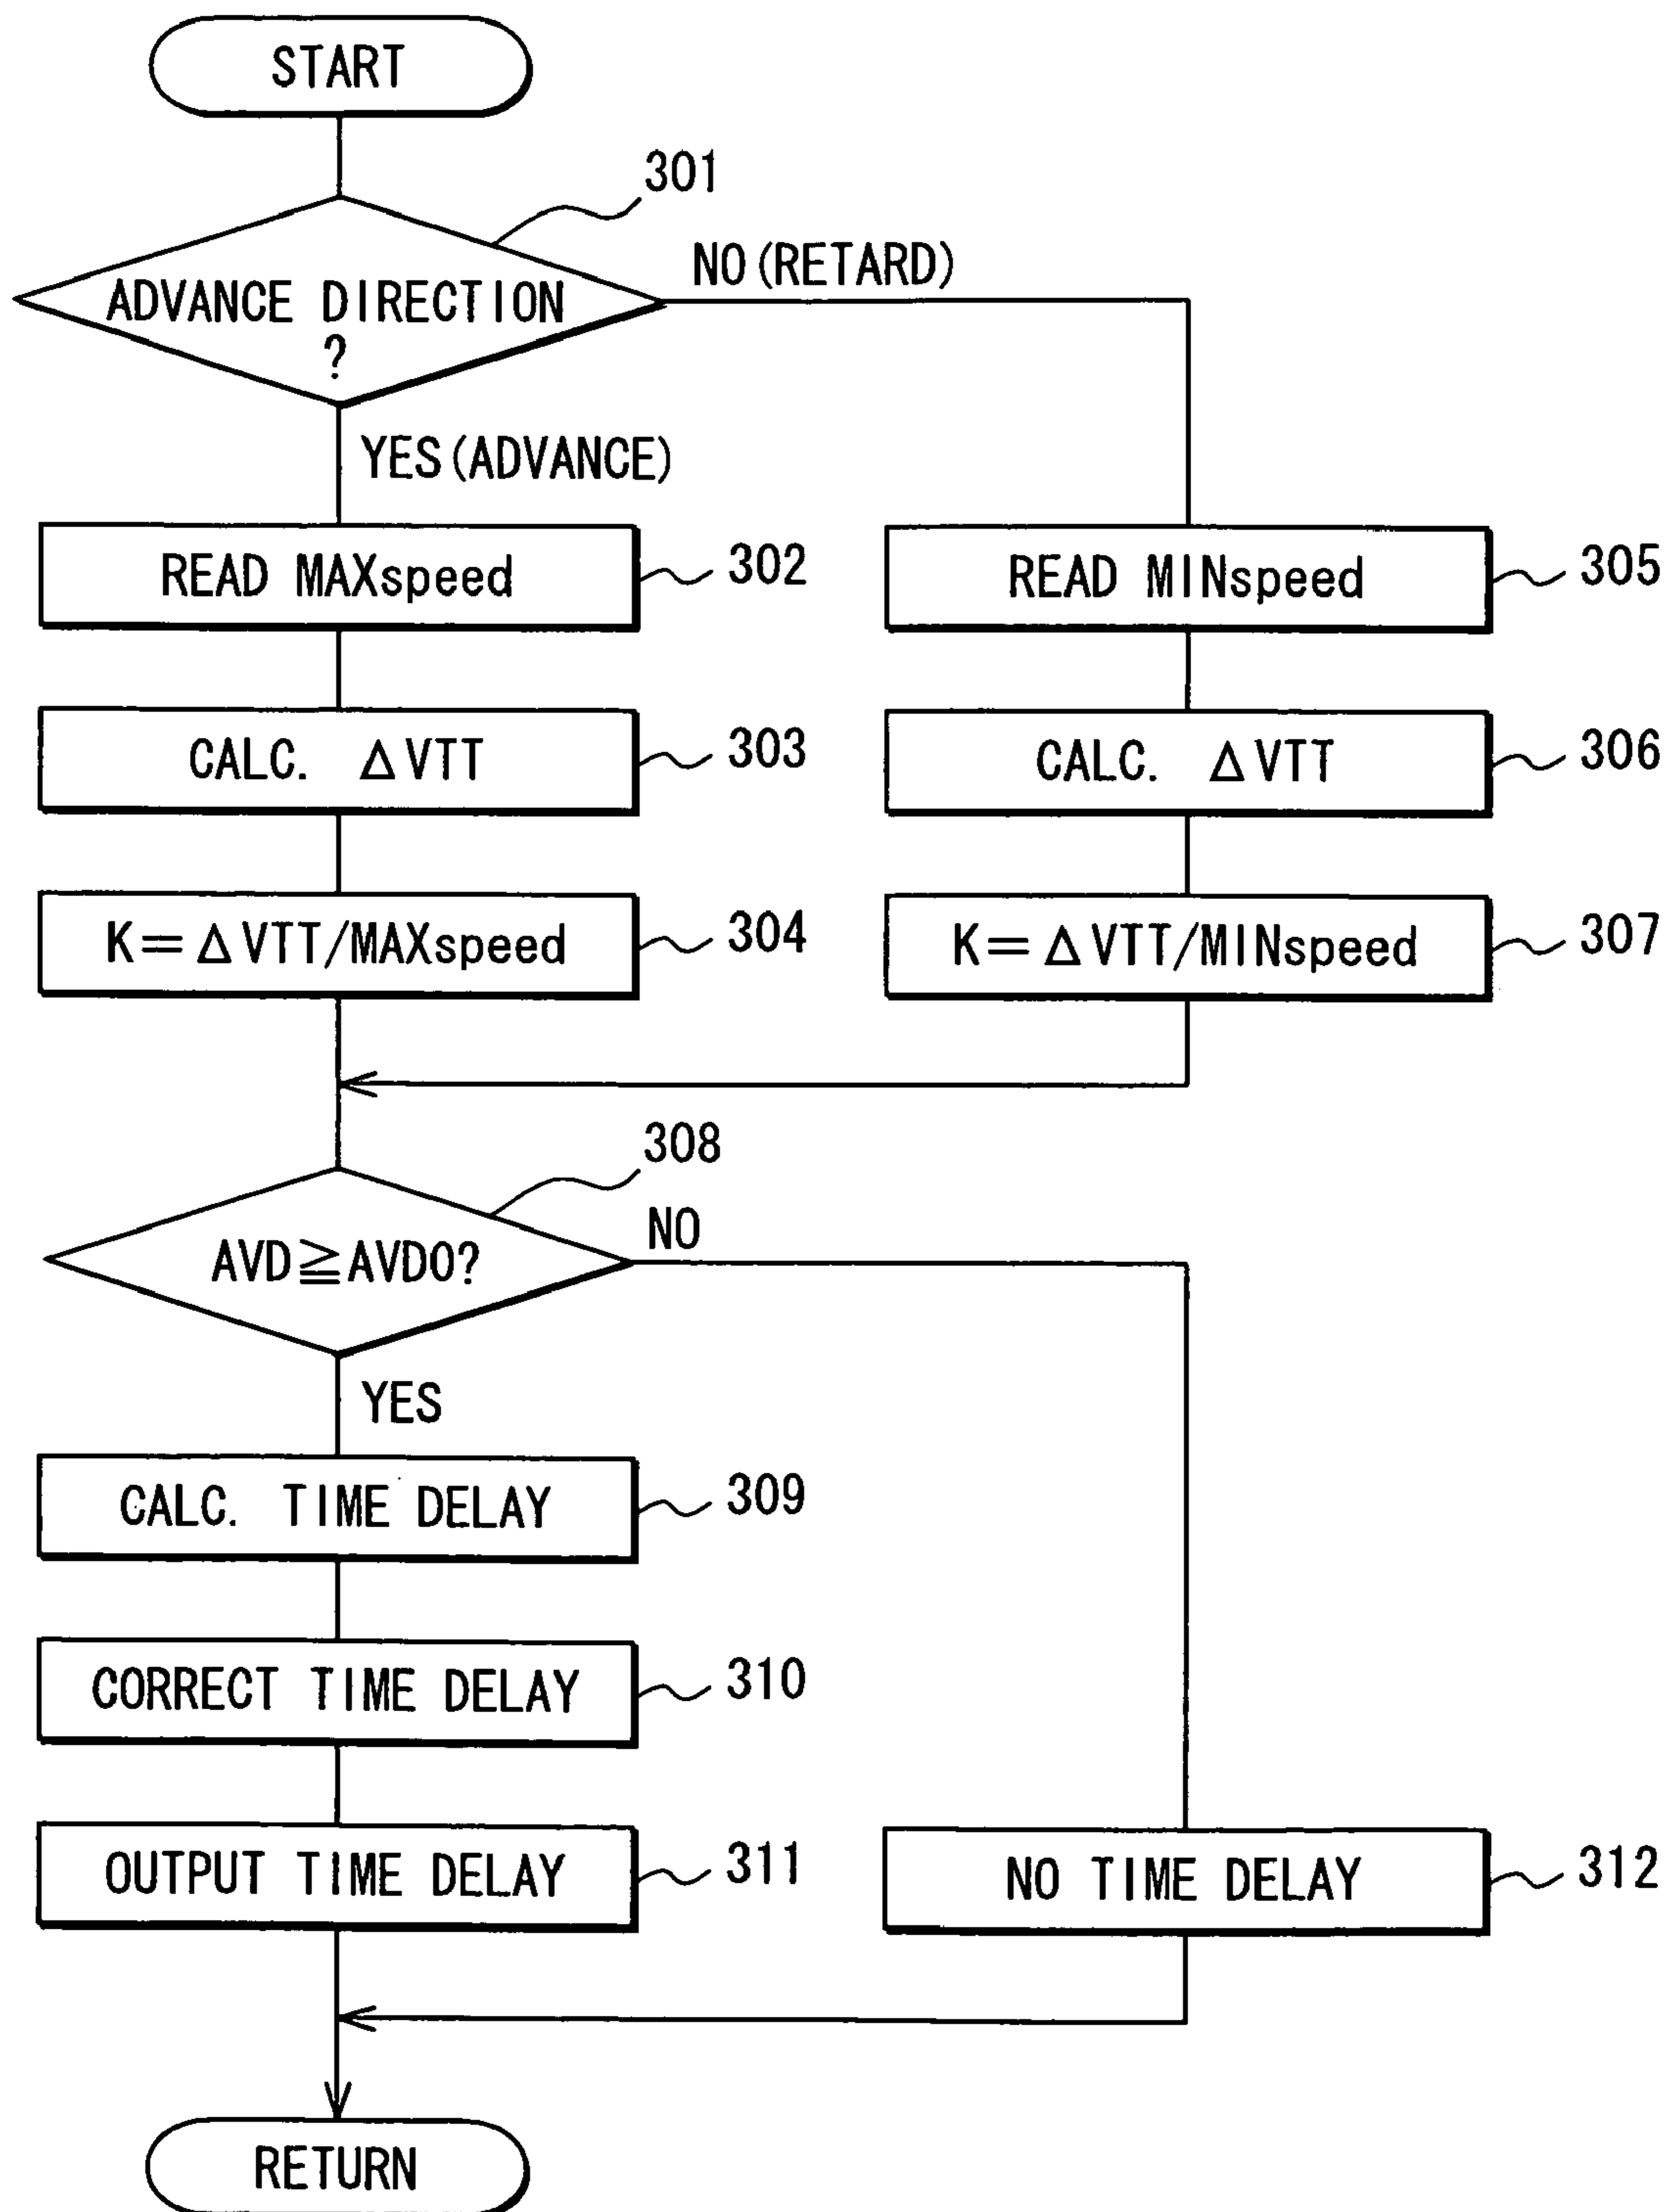 START
301
ADVANCE DIRECTION
?
NO (RETARD)
YES (ADVANCE)
READ MAXspeed
302
READ MINspeed
305
CALC. ΔVTT
303
CALC. ΔVTT
306
K=ΔVTT/MAXspeed
304
K=ΔVTT/MINspeed
307
308
AVD≧AVD0?
NO
YES
CALC. TIME DELAY
309
CORRECT TIME DELAY
310
OUTPUT TIME DELAY
311
NO TIME DELAY
312
RETURN